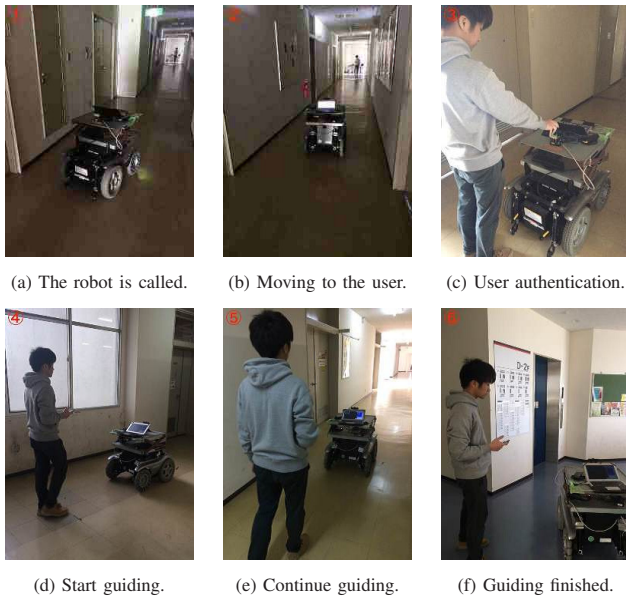 ① ② ③
(a) The robot is called. (b) Moving to the user. (c) User authentication.
④ ⑤ ⑥
D-2F
(d) Start guiding. (e) Continue guiding. (f) Guiding finished.